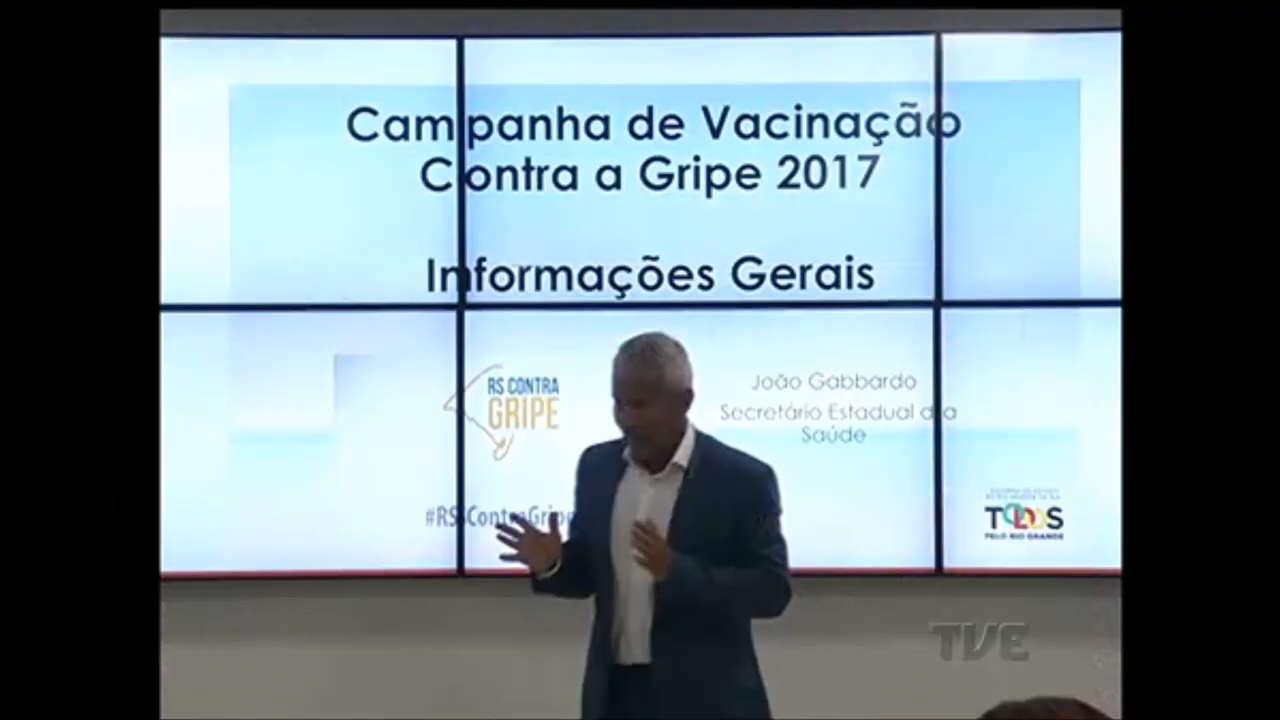 Campanha de Vacinação
Contra a Gripe 2017
Informações Gerais
RS CONTRA
GRIPE
João Gabbardo
Secretário Estadual da
Saúde
#RSContraGripe
TODOS
PELO RIO GRANDE
TVE